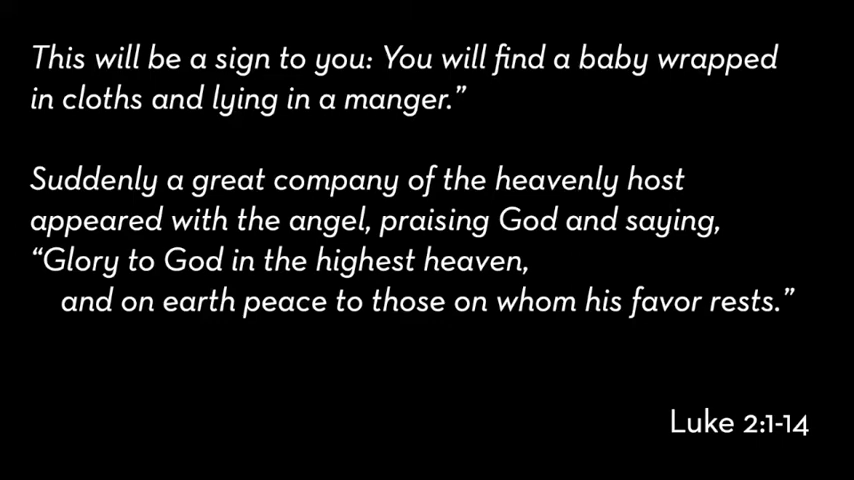 This will be a sign to you: You will find a baby wrapped
in cloths and lying in a manger.”
Suddenly a great company of the heavenly host
appeared with the angel, praising God and saying,
“Glory to God in the highest heaven,
and on earth peace to those on whom his favor rests.”
Luke 2:1-14